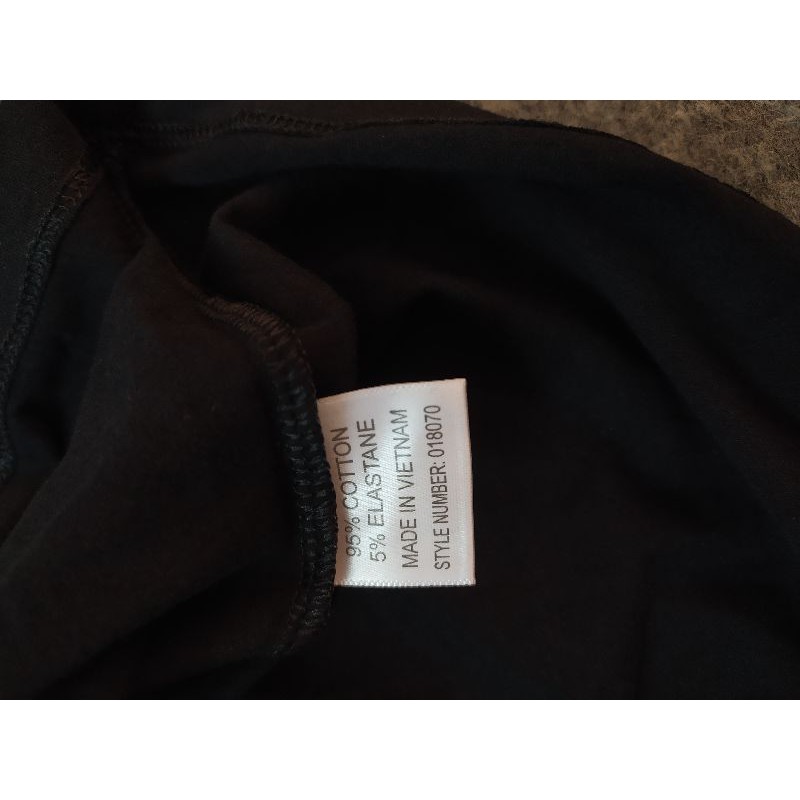 95% COTTON
5% ELASTANE
MADE IN VIETNAM
STYLE NUMBER: 018070